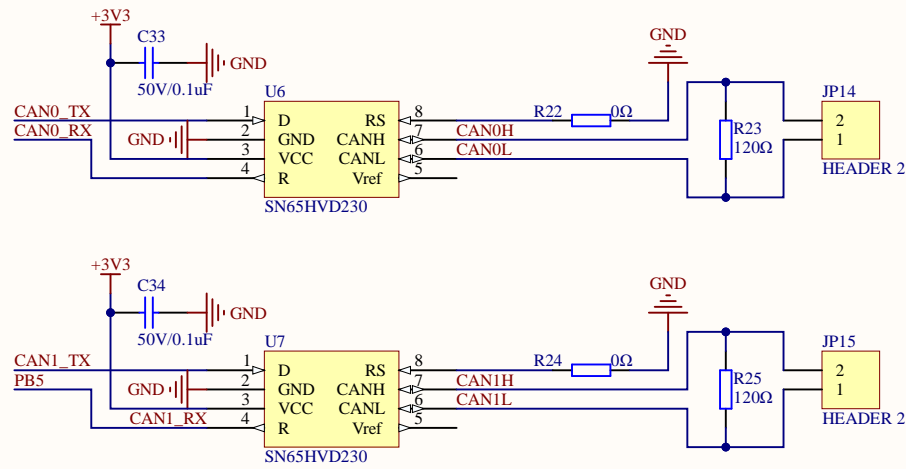 +3V3
C33
GND
50V/0.1uF
GND
U6
CAN0_TX
1 D RS 8
R22 0Ω
JP14
CAN0_RX
GND 2 GND CANH 7 CAN0H
R23
120Ω
2
1
3 VCC CANL 6 CAN0L
4 R Vref 5
HEADER 2
SN65HVD230
+3V3
C34
GND
50V/0.1uF
GND
U7
CAN1_TX
1 D RS 8
R24 0Ω
JP15
PB5
GND 2 GND CANH 7 CAN1H
R25
120Ω
2
1
3 VCC CANL 6 CAN1L
CAN1_RX 4 R Vref 5
HEADER 2
SN65HVD230